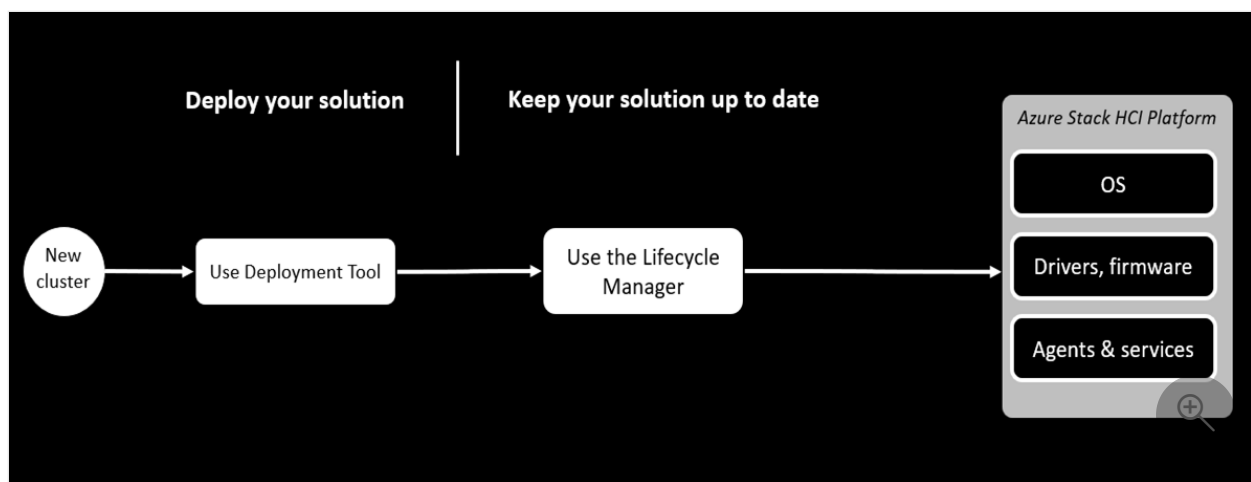 Deploy your solution
Keep your solution up to date
Azure Stack HCI Platform
OS
New
cluster
Use Deployment Tool
Use the Lifecycle
Manager
Drivers, firmware
Agents & services